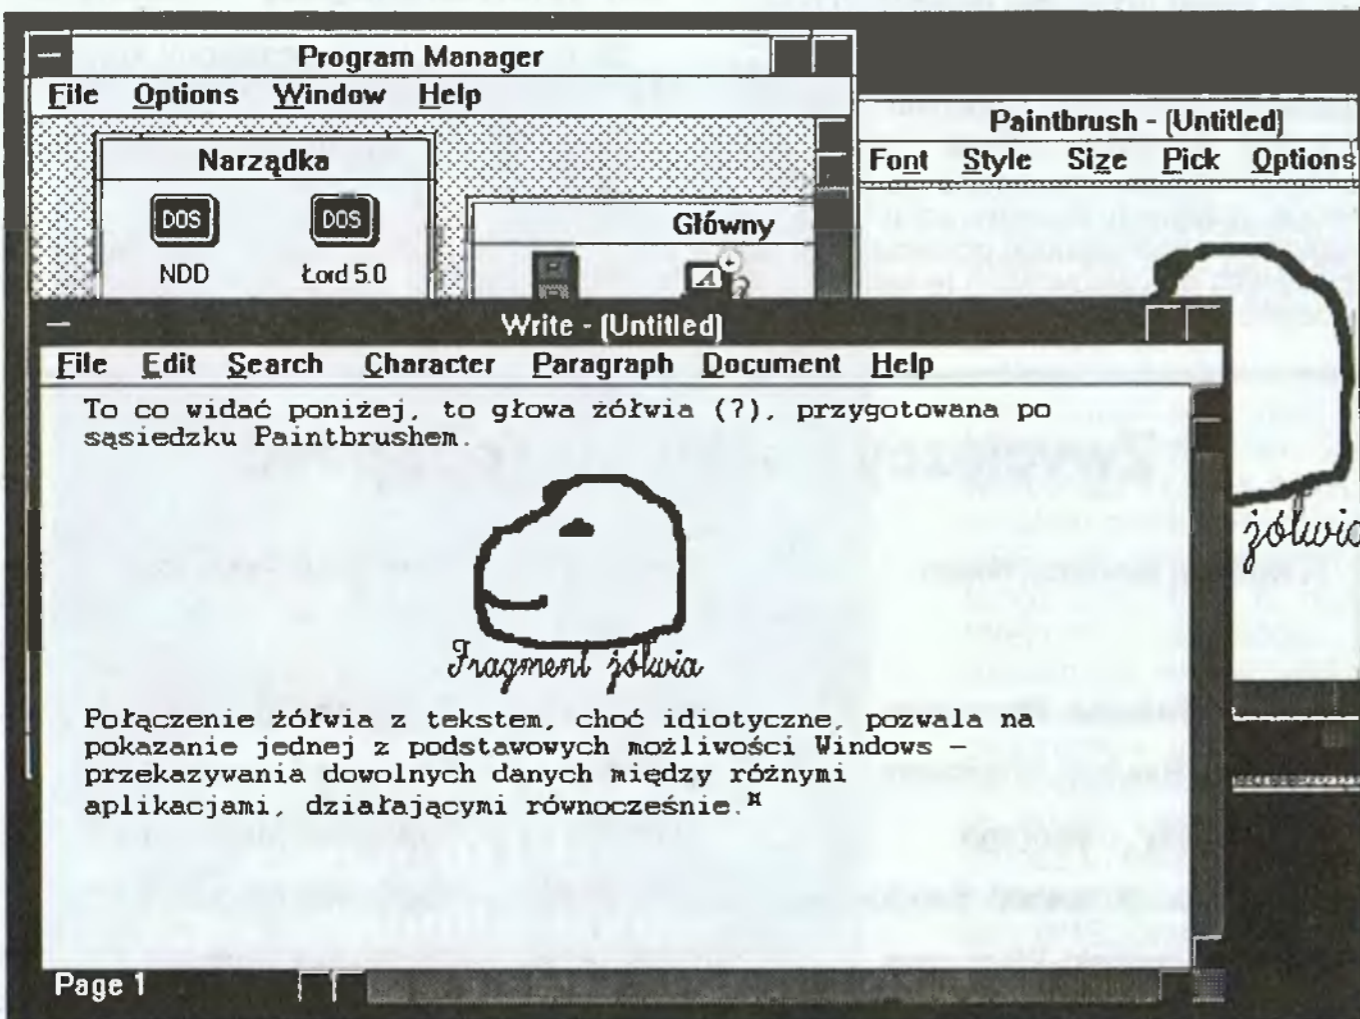 Program Manager
File Options Window Help
Narządka
NDD
Łord 5.0
DOS
DOS
Główny
A
Paintbrush - (Untitled)
Font Style Size Pick Options
żółwia
Write - (Untitled)
File Edit Search Character Paragraph Document Help
To co widać poniżej, to głowa żółwia (?), przygotowana po
sąsiedzku Paintbrushem.
Fragment żółwia
Połączenie żółwia z tekstem, choć idiotyczne, pozwala na
pokazanie jednej z podstawowych możliwości Windows –
przekazywania dowolnych danych między różnymi
aplikacjami, działającymi równocześnie.¤
Page 1